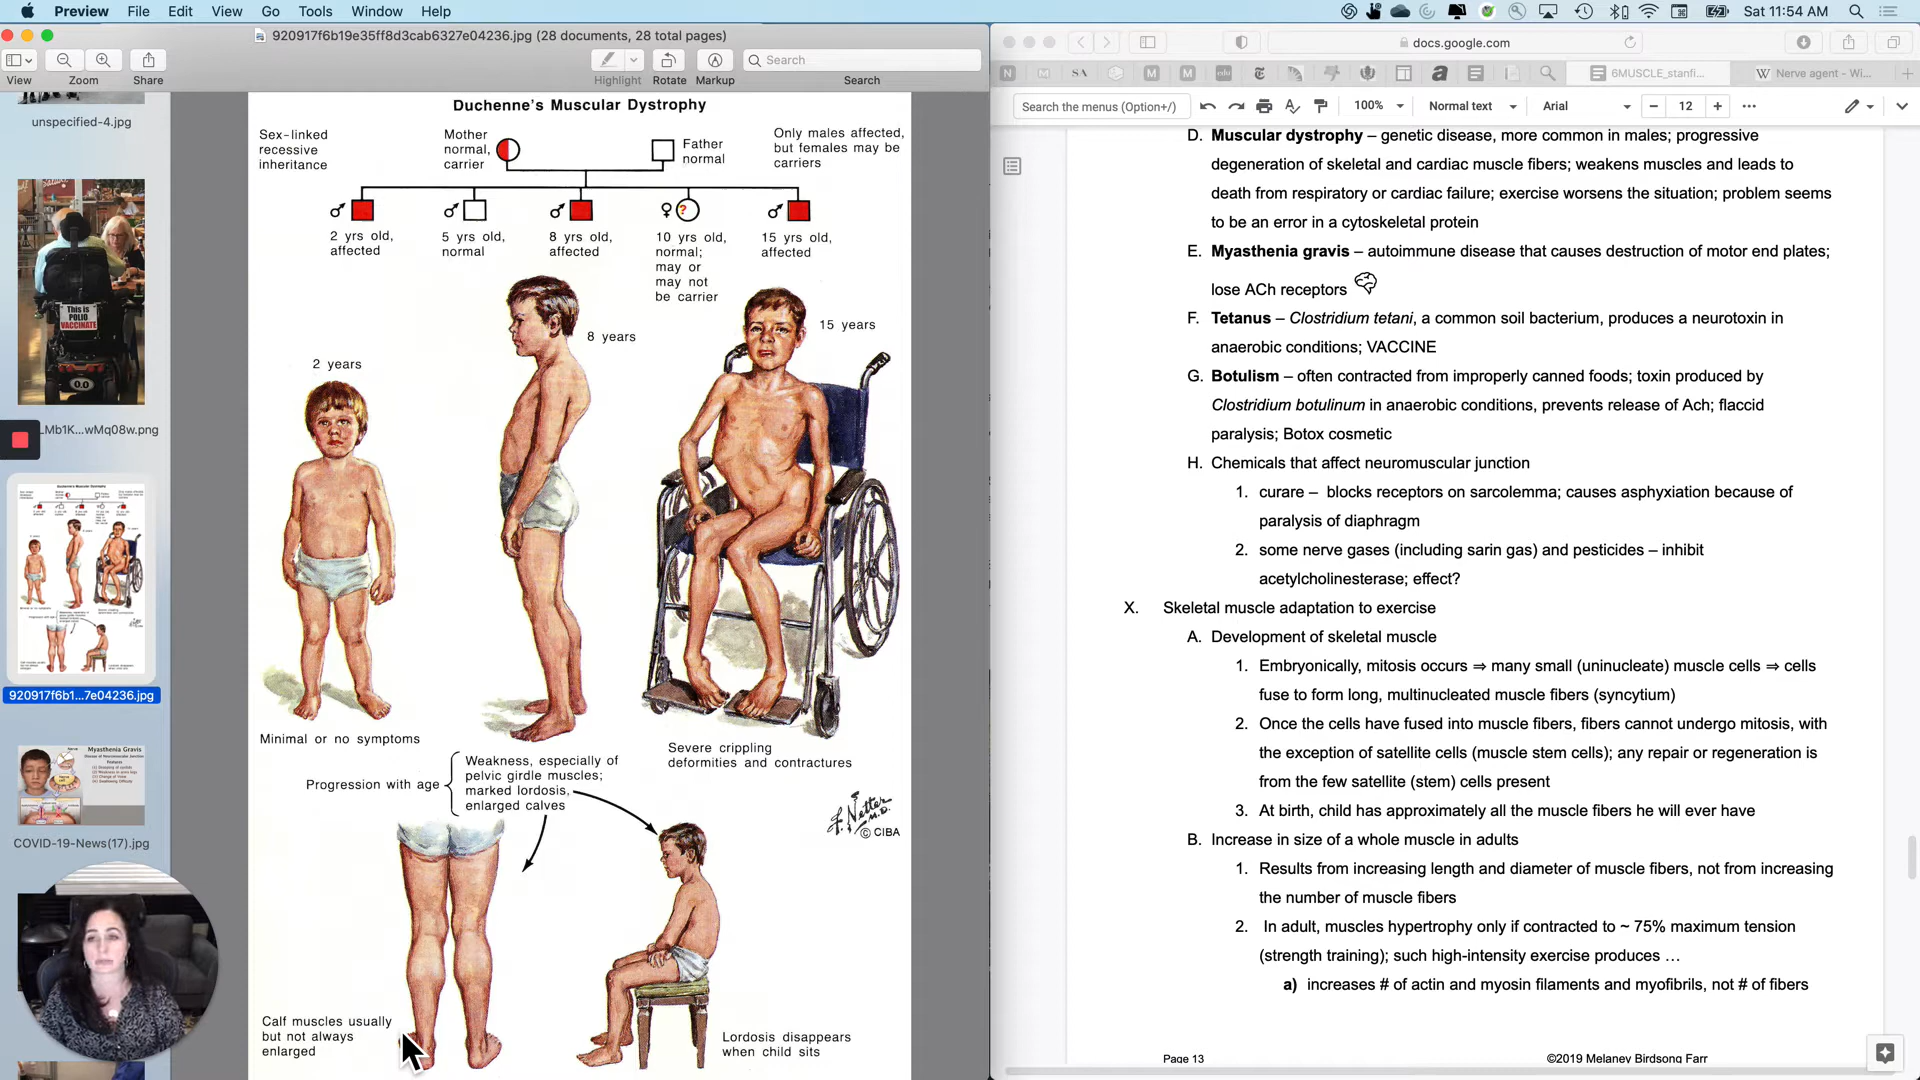 Preview File Edit View Go Tools Window Help
Sat 11:54 AM
920917f6b19e35ff8d3cab6327e04236.jpg (28 documents, 28 total pages)
View Zoom Share Highlight Rotate Markup Search
Search
unspecified-4.jpg
This is
POLIO
VACCINATE
0.0
LMb1K...wMq08w.png
920917f6b1...7e04236.jpg
Myasthenia Gravis
COVID-19-News(17).jpg
Duchenne's Muscular Dystrophy
Sex-linked
recessive
inheritance
Mother
normal,
carrier
Father
normal
Only males affected,
but females may be
carriers
♂ ♂ ♂ ♀ ? ♂
2 yrs old,
affected
5 yrs old,
normal
8 yrs old,
affected
10 yrs old,
normal;
may or
may not
be carrier
15 yrs old,
affected
2 years
8 years
15 years
Minimal or no symptoms
Progression with age
Weakness, especially of
pelvic girdle muscles;
marked lordosis,
enlarged calves
Severe crippling
deformities and contractures
F. Netter
M.D.
© CIBA
Calf muscles usually
but not always
enlarged
Lordosis disappears
when child sits
docs.google.com
6MUSCLE_stanfi...
W Nerve agent - Wi...
Search the menus (Option+/)
100% Normal text Arial − 12 +
D. Muscular dystrophy – genetic disease, more common in males; progressive
degeneration of skeletal and cardiac muscle fibers; weakens muscles and leads to
death from respiratory or cardiac failure; exercise worsens the situation; problem seems
to be an error in a cytoskeletal protein
E. Myasthenia gravis – autoimmune disease that causes destruction of motor end plates;
lose ACh receptors
F. Tetanus – Clostridium tetani, a common soil bacterium, produces a neurotoxin in
anaerobic conditions; VACCINE
G. Botulism – often contracted from improperly canned foods; toxin produced by
Clostridium botulinum in anaerobic conditions, prevents release of Ach; flaccid
paralysis; Botox cosmetic
H. Chemicals that affect neuromuscular junction
1. curare – blocks receptors on sarcolemma; causes asphyxiation because of
paralysis of diaphragm
2. some nerve gases (including sarin gas) and pesticides – inhibit
acetylcholinesterase; effect?
X. Skeletal muscle adaptation to exercise
A. Development of skeletal muscle
1. Embryonically, mitosis occurs ⇒ many small (uninucleate) muscle cells ⇒ cells
fuse to form long, multinucleated muscle fibers (syncytium)
2. Once the cells have fused into muscle fibers, fibers cannot undergo mitosis, with
the exception of satellite cells (muscle stem cells); any repair or regeneration is
from the few satellite (stem) cells present
3. At birth, child has approximately all the muscle fibers he will ever have
B. Increase in size of a whole muscle in adults
1. Results from increasing length and diameter of muscle fibers, not from increasing
the number of muscle fibers
2. In adult, muscles hypertrophy only if contracted to ~ 75% maximum tension
(strength training); such high-intensity exercise produces …
a) increases # of actin and myosin filaments and myofibrils, not # of fibers
Page 13
©2019 Melaney Birdsong Farr